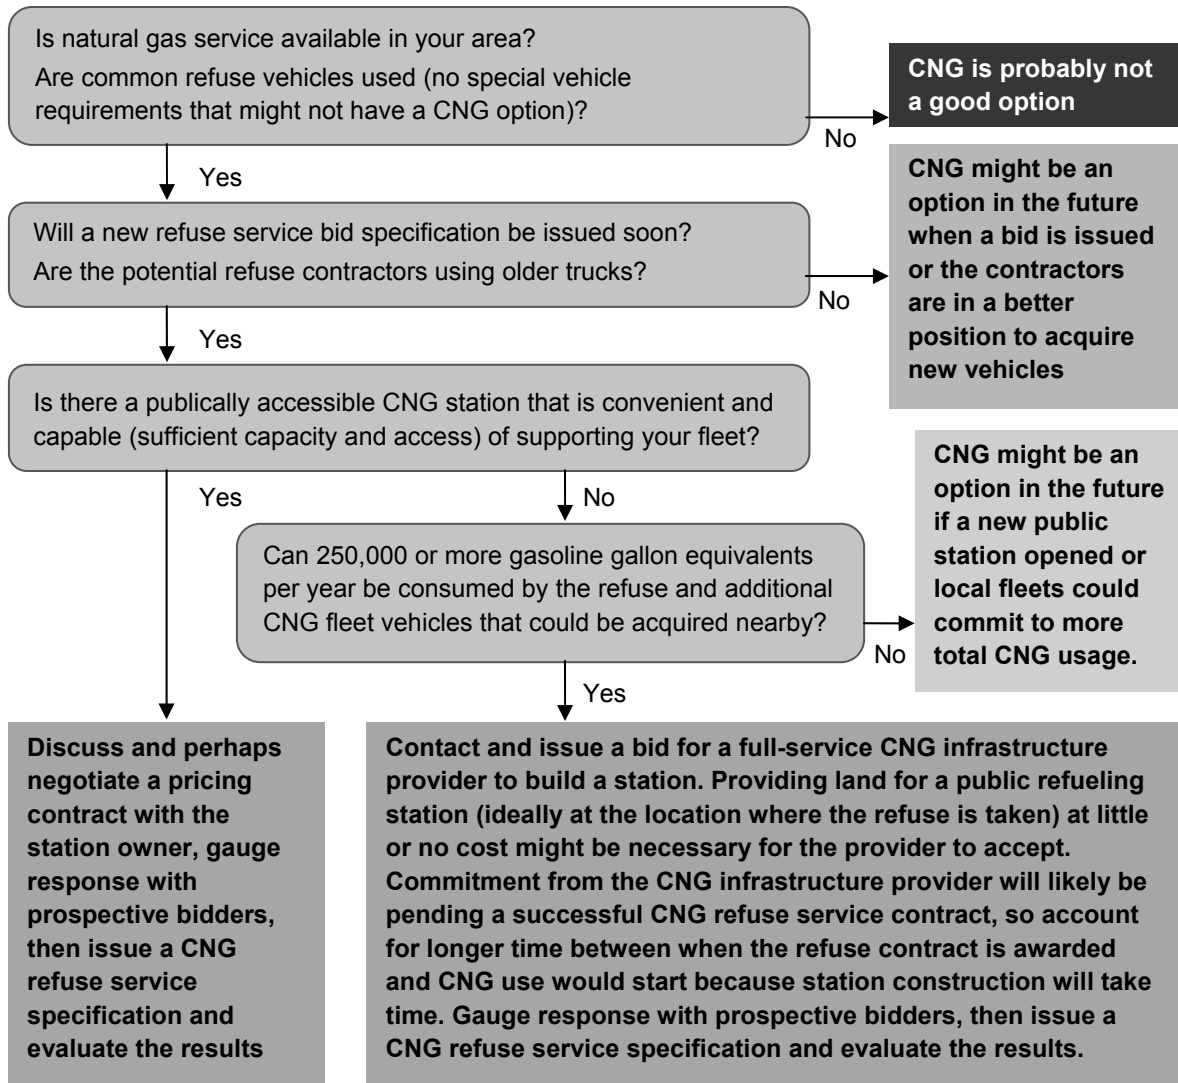 Is natural gas service available in your area?
Are common refuse vehicles used (no special vehicle
requirements that might not have a CNG option)?
No
CNG is probably not
a good option
Yes
Will a new refuse service bid specification be issued soon?
Are the potential refuse contractors using older trucks?
No
CNG might be an
option in the future
when a bid is issued
or the contractors
are in a better
position to acquire
new vehicles
Yes
Is there a publically accessible CNG station that is convenient and
capable (sufficient capacity and access) of supporting your fleet?
Yes
No
Can 250,000 or more gasoline gallon equivalents
per year be consumed by the refuse and additional
CNG fleet vehicles that could be acquired nearby?
No
CNG might be an
option in the future
if a new public
station opened or
local fleets could
commit to more
total CNG usage.
Yes
Discuss and perhaps
negotiate a pricing
contract with the
station owner, gauge
response with
prospective bidders,
then issue a CNG
refuse service
specification and
evaluate the results
Contact and issue a bid for a full-service CNG infrastructure
provider to build a station. Providing land for a public refueling
station (ideally at the location where the refuse is taken) at little
or no cost might be necessary for the provider to accept.
Commitment from the CNG infrastructure provider will likely be
pending a successful CNG refuse service contract, so account
for longer time between when the refuse contract is awarded
and CNG use would start because station construction will take
time. Gauge response with prospective bidders, then issue a
CNG refuse service specification and evaluate the results.